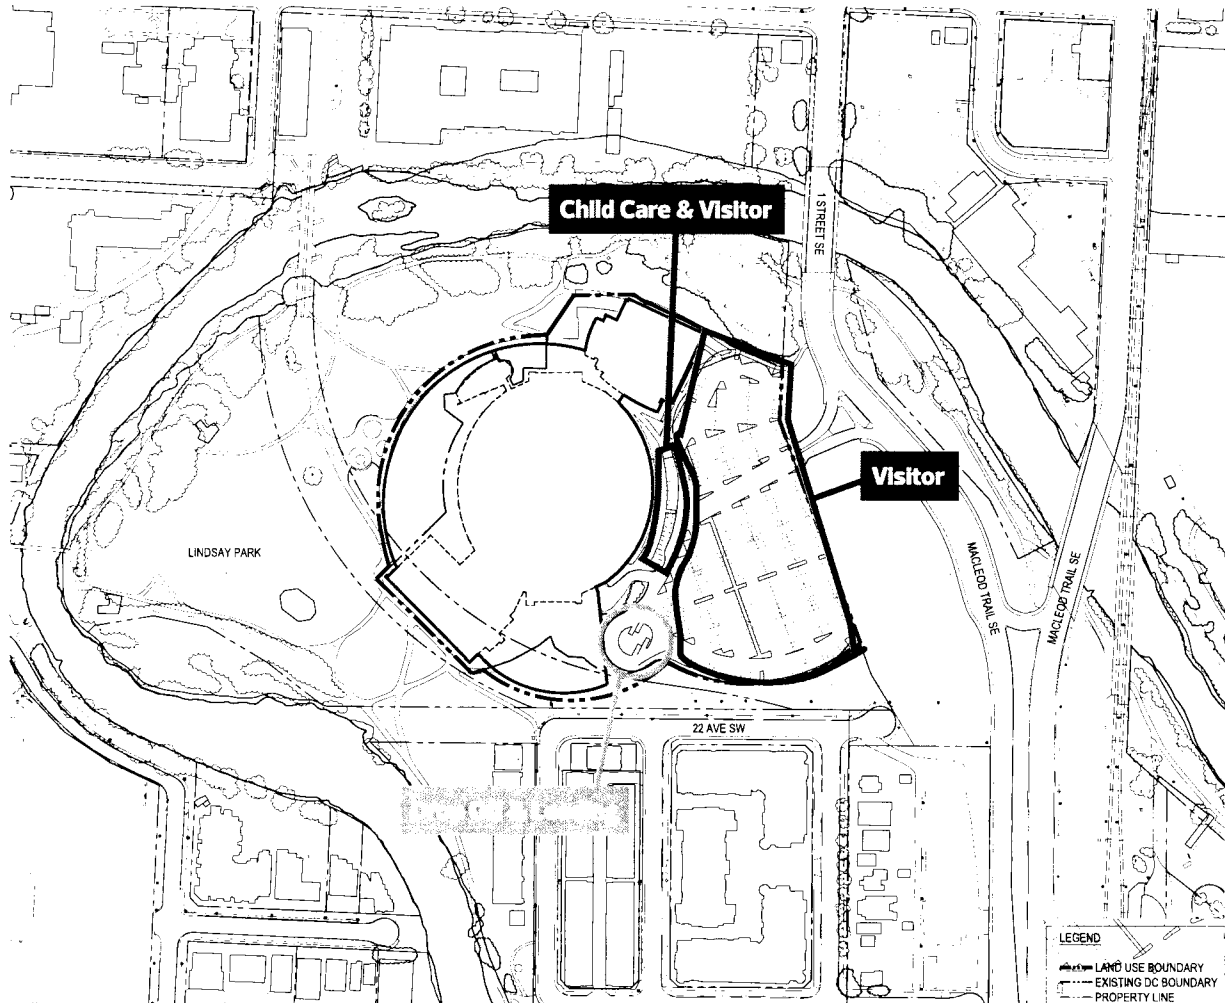 Child Care & Visitor
1 STREET SE
Visitor
LINDSAY PARK
MACLEOD TRAIL SE
MACLEOD TRAIL SE
22 AVE SW
LEGEND
LAND USE BOUNDARY
EXISTING DC BOUNDARY
PROPERTY LINE